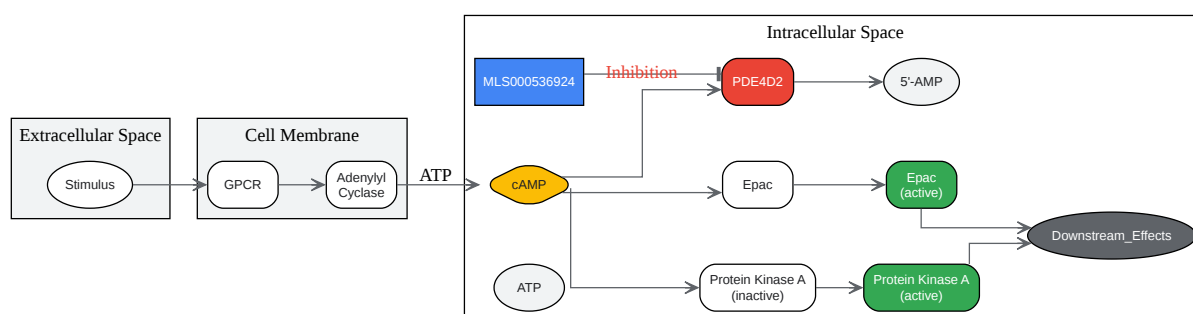 Intracellular Space
MLS000536924
Inhibition
PDE4D2
5'-AMP
Extracellular Space
Cell Membrane
Stimulus
GPCR
Adenylyl
Cyclase
ATP
cAMP
Epac
Epac
(active)
Downstream_Effects
ATP
Protein Kinase A
(inactive)
Protein Kinase A
(active)